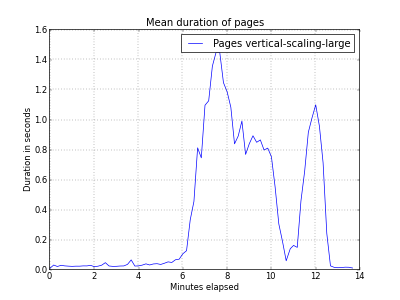 Mean duration of pages
Pages vertical-scaling-large
Duration in seconds
1.6
1.4
1.2
1.0
0.8
0.6
0.4
0.2
0.0
0 2 4 6 8 10 12 14
Minutes elapsed